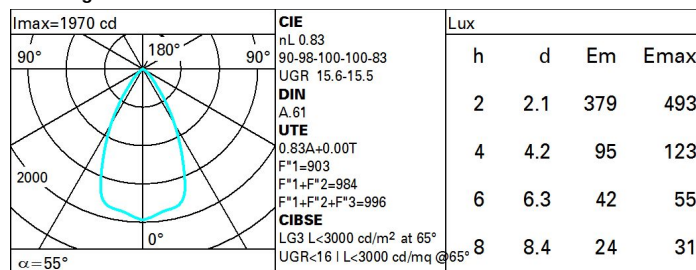 Imax=1970 cd
90°
180°
90°
2000
0°
α=55°
CIE
nL 0.83
90-98-100-100-83
UGR 15.6-15.5
DIN
A.61
UTE
0.83A+0.00T
F"1=903
F"1+F"2=984
F"1+F"2+F"3=996
CIBSE
LG3 L<3000 cd/m² at 65°
UGR<16 | L<3000 cd/mq @65°
Lux
h d Em Emax
2 2.1 379 493
4 4.2 95 123
6 6.3 42 55
8 8.4 24 31